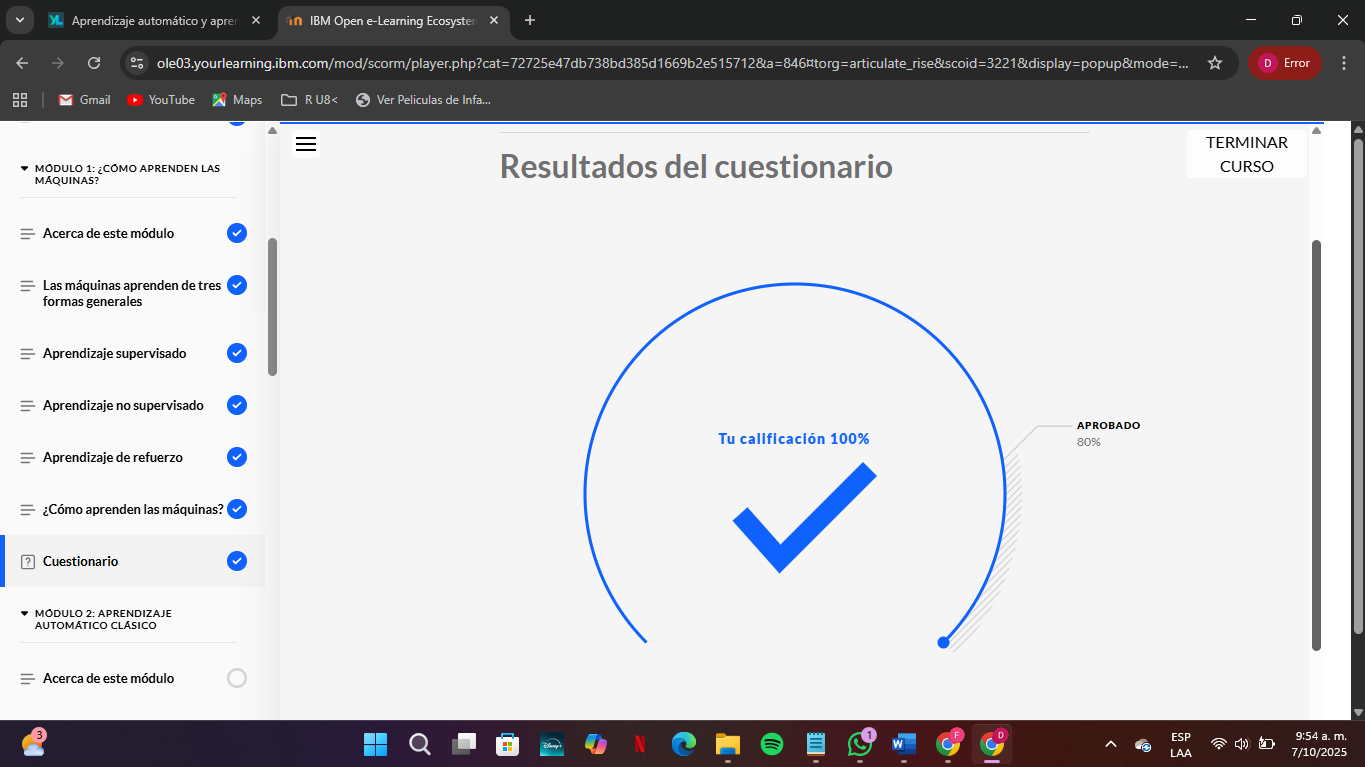 Aprendizaje automático y apren
IBM Open e-Learning Ecosystem
ole03.yourlearning.ibm.com/mod/scorm/player.php?cat=72725e47db738bd385d1669b2e515712&a=846¤torg=articulate_rise&scoid=3221&display=popup&mode=...
D Error
Gmail
YouTube
Maps
R U8<
Ver Peliculas de Infa...
MÓDULO 1: ¿CÓMO APRENDEN LAS
MÁQUINAS?
Acerca de este módulo
Las máquinas aprenden de tres
formas generales
Aprendizaje supervisado
Aprendizaje no supervisado
Aprendizaje de refuerzo
¿Cómo aprenden las máquinas?
Cuestionario
MÓDULO 2: APRENDIZAJE
AUTOMÁTICO CLÁSICO
Acerca de este módulo
Resultados del cuestionario
TERMINAR
CURSO
Tu calificación 100%
APROBADO
80%
3
Disney+
N
1
W
F
D
ESP
LAA
9:54 a. m.
7/10/2025